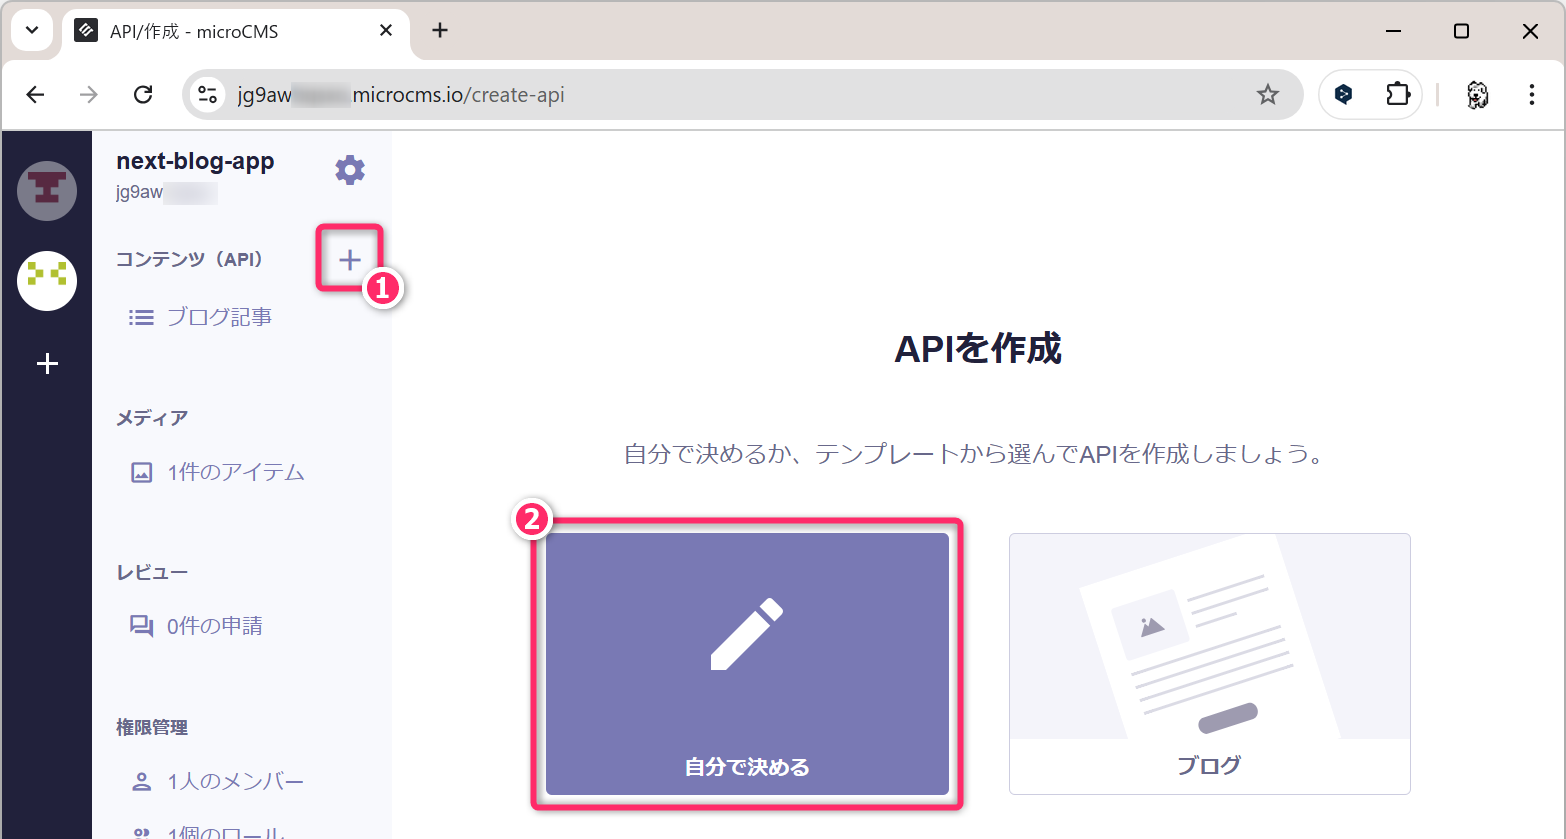 API/作成 - microCMS
jg9aw .microcms.io/create-api
next-blog-app
jg9aw
コンテンツ（API）
1
ブログ記事
メディア
1件のアイテム
レビュー
0件の申請
権限管理
1人のメンバー
1個のロール
APIを作成
自分で決めるか、テンプレートから選んでAPIを作成しましょう。
2
自分で決める
ブログ